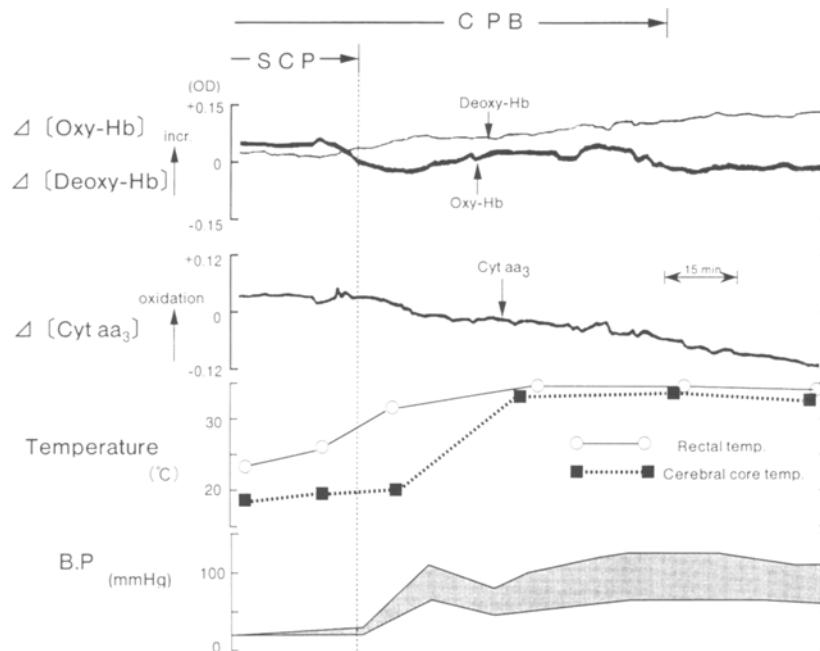 C P B
S C P
(OD)
+0.15
Deoxy-Hb
⊿ [Oxy-Hb]
incr.
0
⊿ [Deoxy-Hb]
Oxy-Hb
-0.15
+0.12
Cyt aa₃
15 min
oxidation
0
⊿ [Cyt aa₃]
-0.12
30
Temperature
Rectal temp.
(℃)
Cerebral core temp.
20
B.P
(mmHg)
100
0